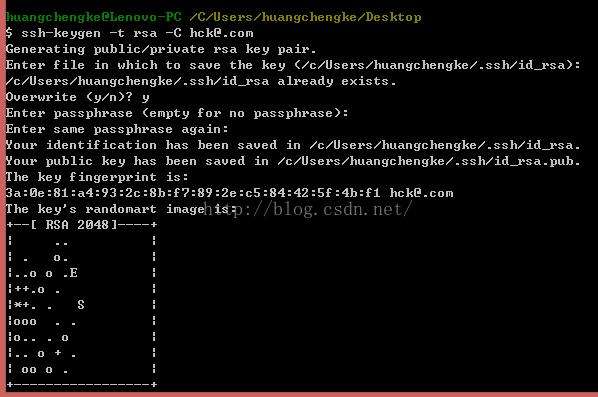 huangchengke@Lenovo-PC /C/Users/huangchengke/Desktop
$ ssh-keygen -t rsa -C hck@.com
Generating public/private rsa key pair.
Enter file in which to save the key (/c/Users/huangchengke/.ssh/id_rsa):
/c/Users/huangchengke/.ssh/id_rsa already exists.
Overwrite (y/n)? y
Enter passphrase (empty for no passphrase):
Enter same passphrase again:
Your identification has been saved in /c/Users/huangchengke/.ssh/id_rsa.
Your public key has been saved in /c/Users/huangchengke/.ssh/id_rsa.pub.
The key fingerprint is:
3a:0e:81:a4:93:2c:8b:f7:89:2e:c5:84:42:5f:4b:f1 hck@.com
The key's randomart image is:
http://blog.csdn.net/
+--[ RSA 2048]----+
¦      ..         ¦
¦ .   o.          ¦
¦..o o .E         ¦
¦++.o .           ¦
¦*+. .   S        ¦
¦ooo  . .         ¦
¦o.. . o          ¦
¦.. o + .         ¦
¦ oo o .          ¦
+-----------------+